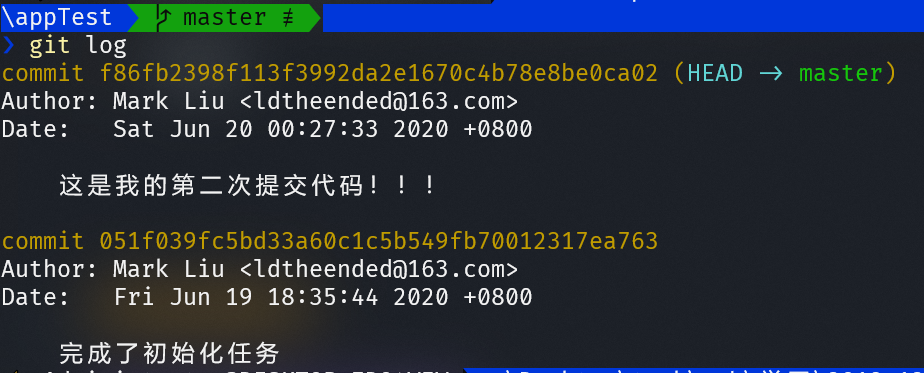 \appTest master ≢
❯ git log
commit f86fb2398f113f3992da2e1670c4b78e8be0ca02 (HEAD -> master)
Author: Mark Liu <ldtheended@163.com>
Date:   Sat Jun 20 00:27:33 2020 +0800
这是我的第二次提交代码！！！
commit 051f039fc5bd33a60c1c5b549fb70012317ea763
Author: Mark Liu <ldtheended@163.com>
Date:   Fri Jun 19 18:35:44 2020 +0800
完成了初始化任务